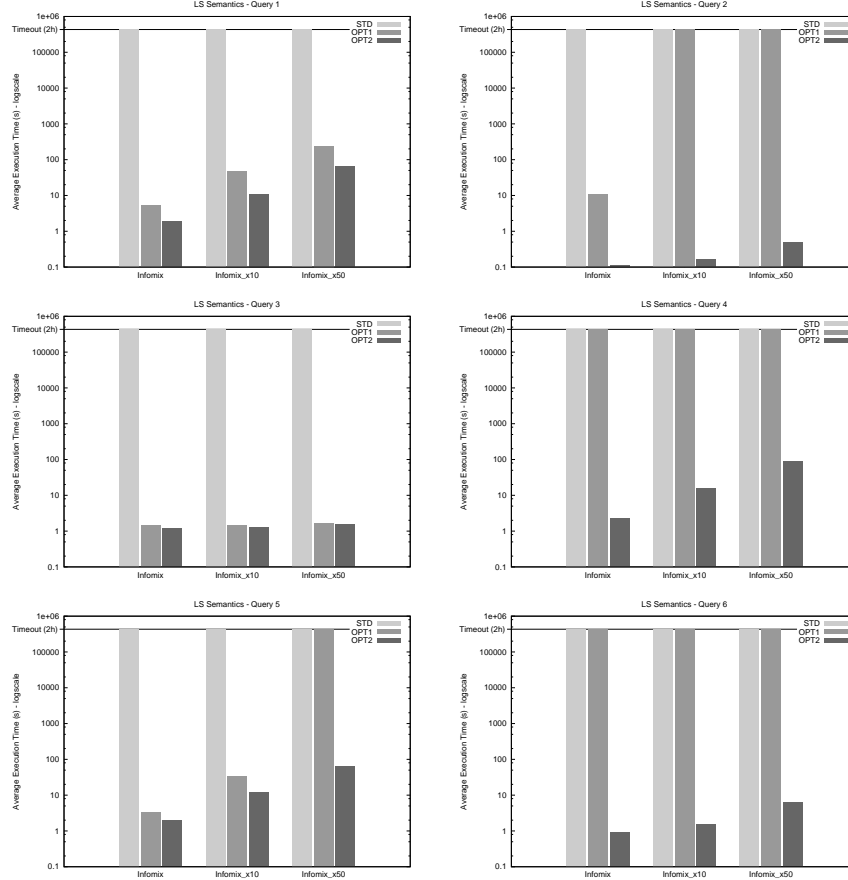 LS Semantics - Query 1
1e+06
Timeout (2h)
100000
10000
1000
100
10
1
0.1
Average Execution Time (s) - logscale
STD
OPT1
OPT2
Infomix
Infomix_x10
Infomix_x50
LS Semantics - Query 2
1e+06
Timeout (2h)
100000
10000
1000
100
10
1
0.1
Average Execution Time (s) - logscale
STD
OPT1
OPT2
Infomix
Infomix_x10
Infomix_x50
LS Semantics - Query 3
1e+06
Timeout (2h)
100000
10000
1000
100
10
1
0.1
Average Execution Time (s) - logscale
STD
OPT1
OPT2
Infomix
Infomix_x10
Infomix_x50
LS Semantics - Query 4
1e+06
Timeout (2h)
100000
10000
1000
100
10
1
0.1
Average Execution Time (s) - logscale
STD
OPT1
OPT2
Infomix
Infomix_x10
Infomix_x50
LS Semantics - Query 5
1e+06
Timeout (2h)
100000
10000
1000
100
10
1
0.1
Average Execution Time (s) - logscale
STD
OPT1
OPT2
Infomix
Infomix_x10
Infomix_x50
LS Semantics - Query 6
1e+06
Timeout (2h)
100000
10000
1000
100
10
1
0.1
Average Execution Time (s) - logscale
STD
OPT1
OPT2
Infomix
Infomix_x10
Infomix_x50